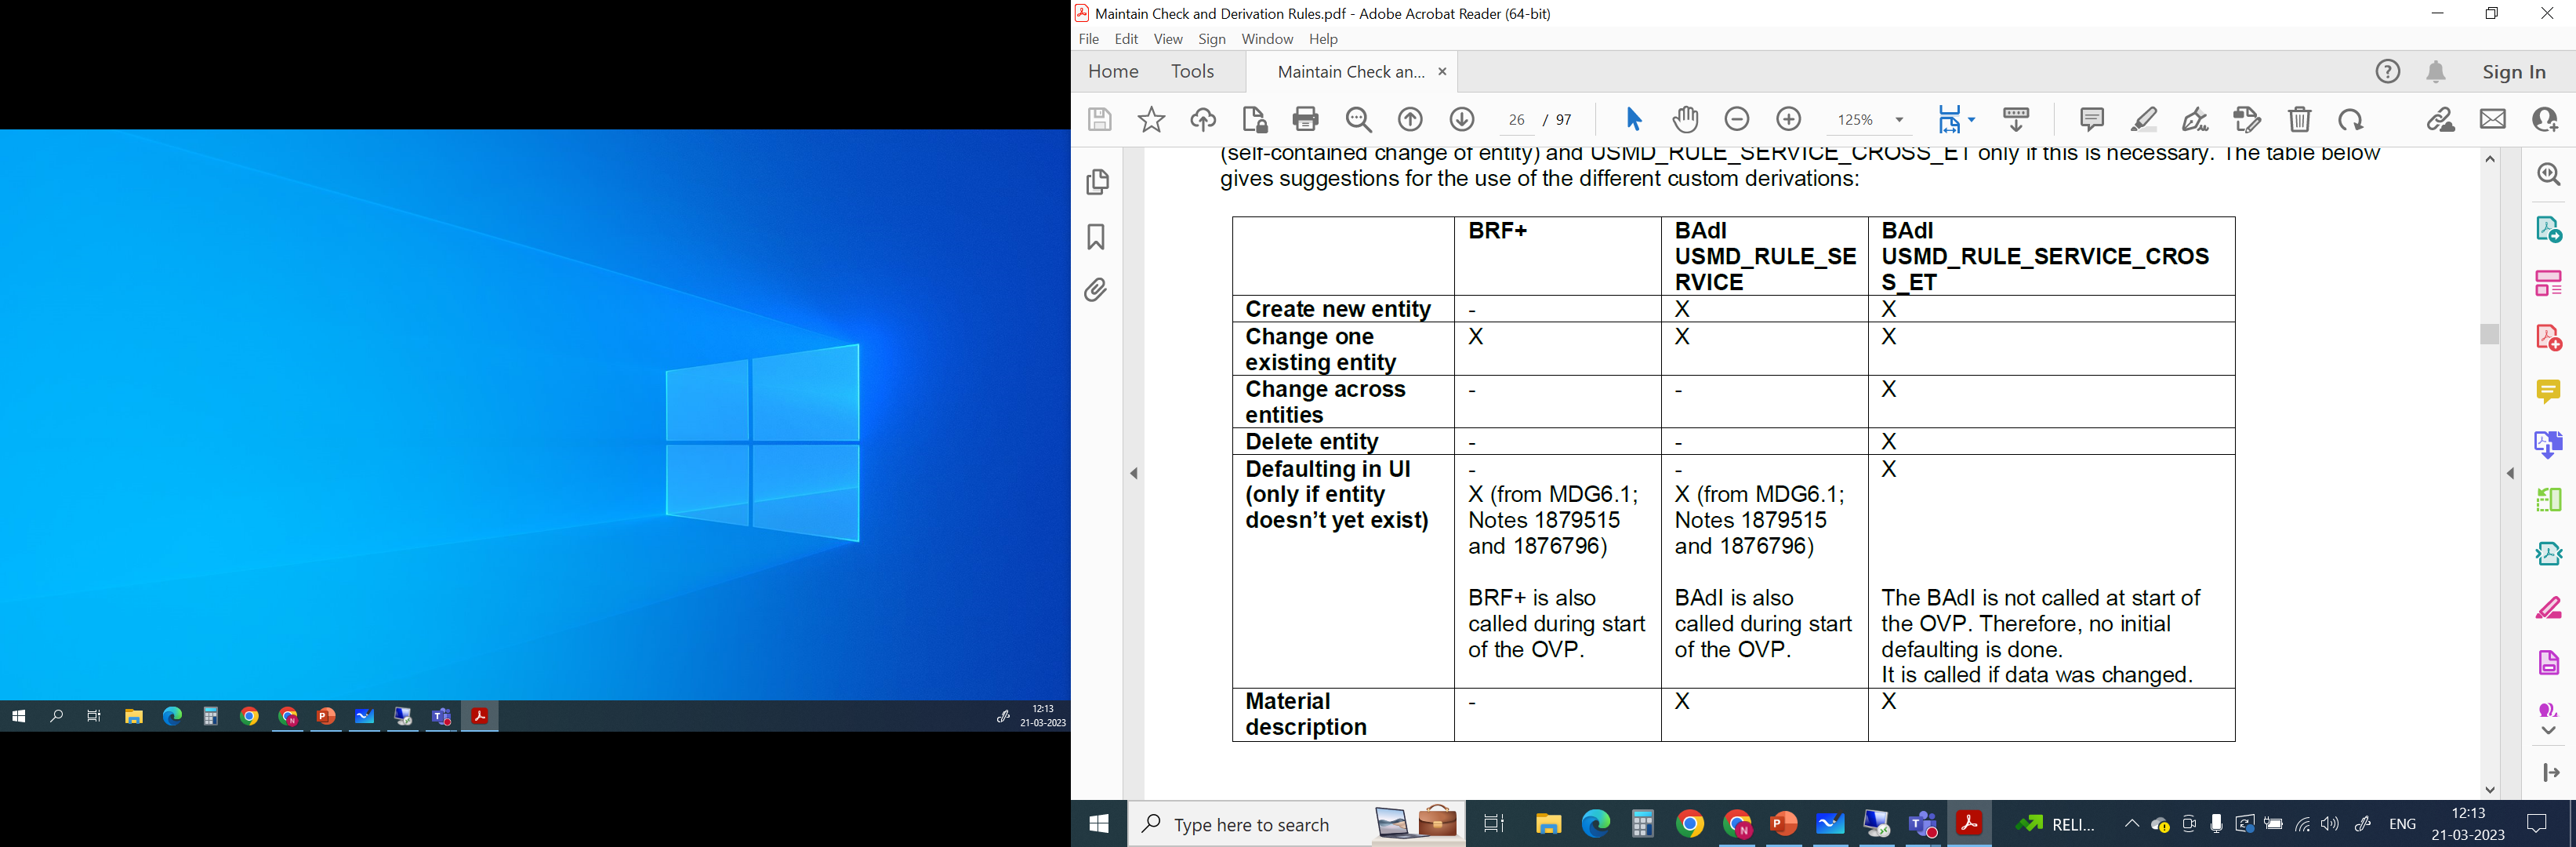 12:13
21-03-2023
Maintain Check and Derivation Rules.pdf - Adobe Acrobat Reader (64-bit)
File Edit View Sign Window Help
Home Tools Maintain Check an... × Sign In
26 / 97 125%
(self-contained change of entity) and USMD_RULE_SERVICE_CROSS_ET only if this is necessary. The table below
gives suggestions for the use of the different custom derivations:
BRF+
BAdI
USMD_RULE_SE
RVICE
BAdI
USMD_RULE_SERVICE_CROS
S_ET
Create new entity - X X
Change one
existing entity
X X X
Change across
entities
- - X
Delete entity - - X
Defaulting in UI
(only if entity
doesn't yet exist)
-
X (from MDG6.1;
Notes 1879515
and 1876796)
BRF+ is also
called during start
of the OVP.
-
X (from MDG6.1;
Notes 1879515
and 1876796)
BAdI is also
called during start
of the OVP.
X
The BAdI is not called at start of
the OVP. Therefore, no initial
defaulting is done.
It is called if data was changed.
Material
description
- X X
Type here to search
RELI...
ENG
12:13
21-03-2023